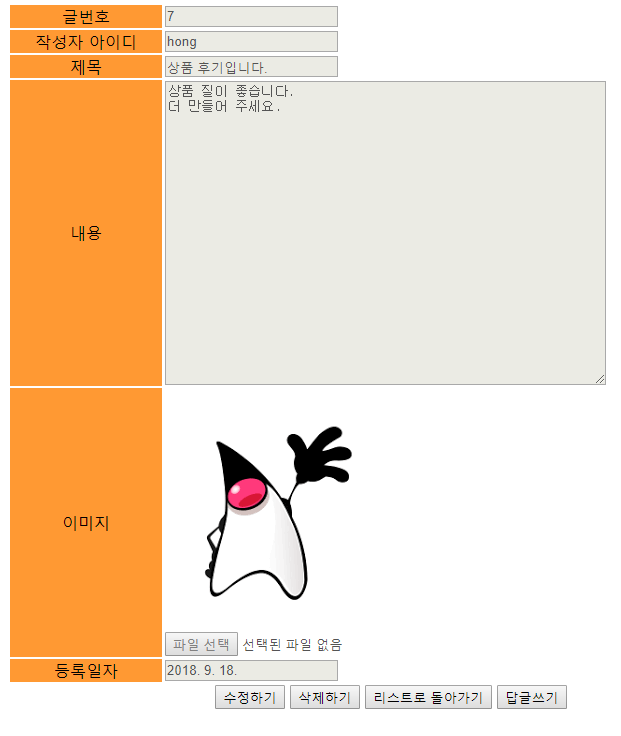 글번호 7
작성자 아이디 hong
제목 상품 후기입니다.
내용 상품 질이 좋습니다.
더 만들어 주세요.
이미지
파일 선택 선택된 파일 없음
등록일자 2018. 9. 18.
수정하기 삭제하기 리스트로 돌아가기 답글쓰기